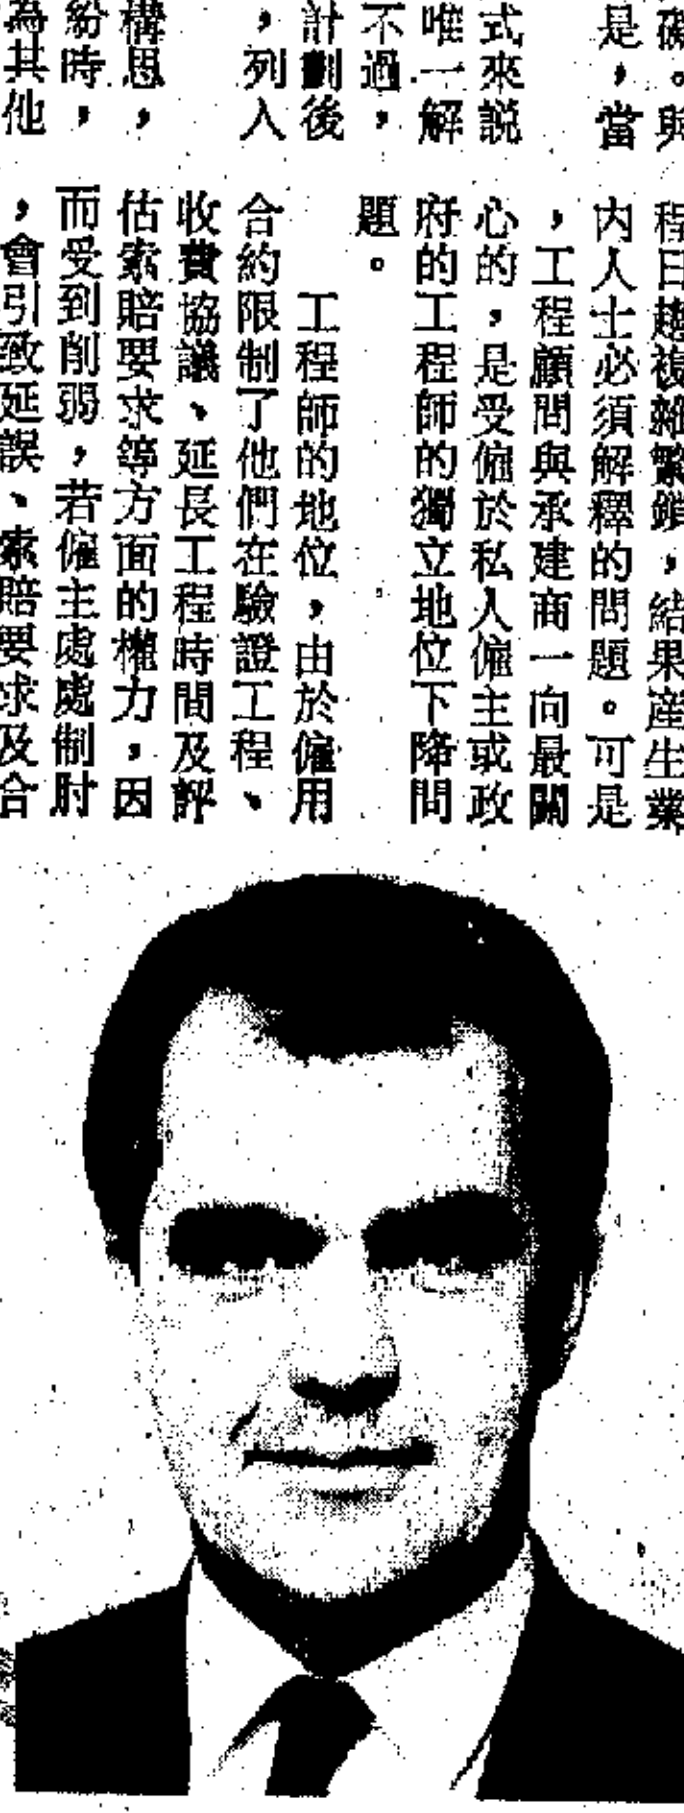 礎。與
是，當
式來説
唯一解
不過，
計劃後
，列入
構思，
紛時，
為其他
程日趨複雜繁鎖，結果産生業
內人士必須解釋的問題。可是
，工程顧問與承建商一向最關
心的，是受僱於私人僱主或政
府的工程師的獨立地位下降問
題。
工程師的地位，由於僱用
合約限制了他們在驗證工程、
收費協議、延長工程時間及評
估索賠要求等方面的權力，因
而受到削弱，若僱主處處制肘
，會引致延誤、索賠要求及合